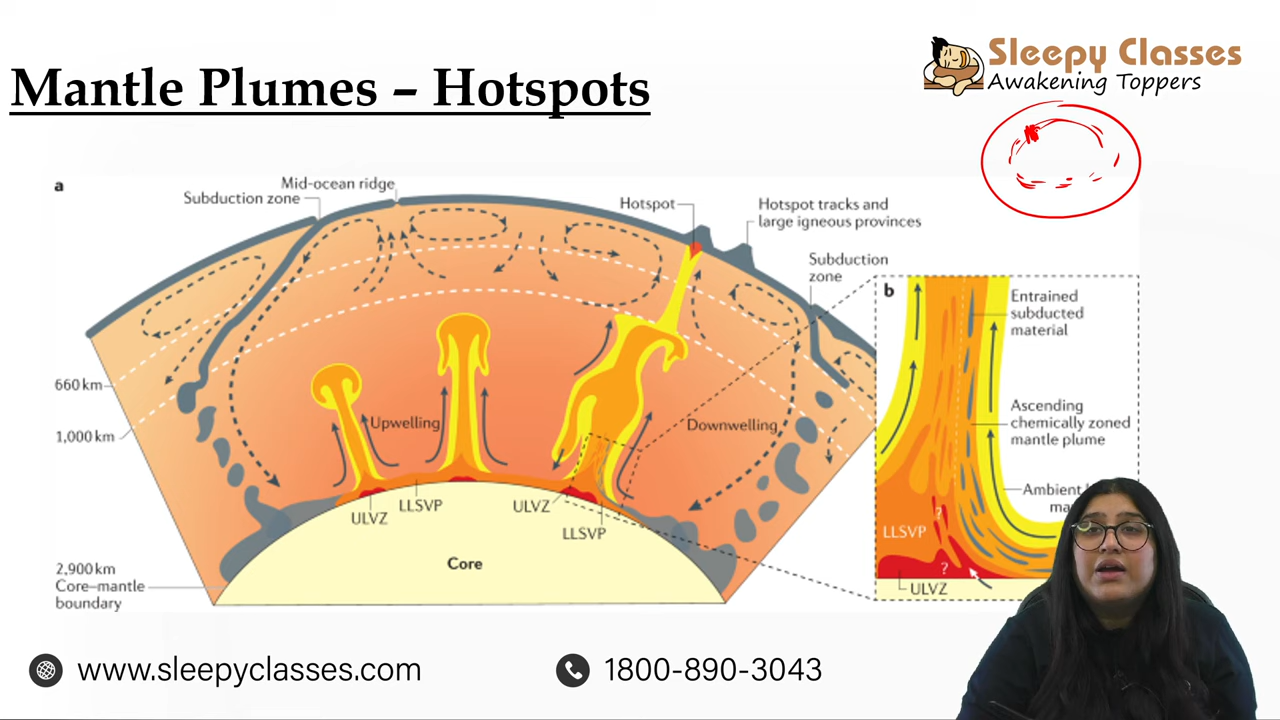 Mantle Plumes – Hotspots
Sleepy Classes
Awakening Toppers
a
Mid-ocean ridge
Subduction zone
Hotspot
Hotspot tracks and
large igneous provinces
Subduction
zone
b
Entrained
subducted
material
660 km
1,000 km
Upwelling
Downwelling
Ascending
chemically zoned
mantle plume
Ambient
ULVZ
LLSVP
ULVZ
LLSVP
LLSVP
?
?
ULVZ
Core
2,900 km
Core–mantle
boundary
www.sleepyclasses.com
1800-890-3043